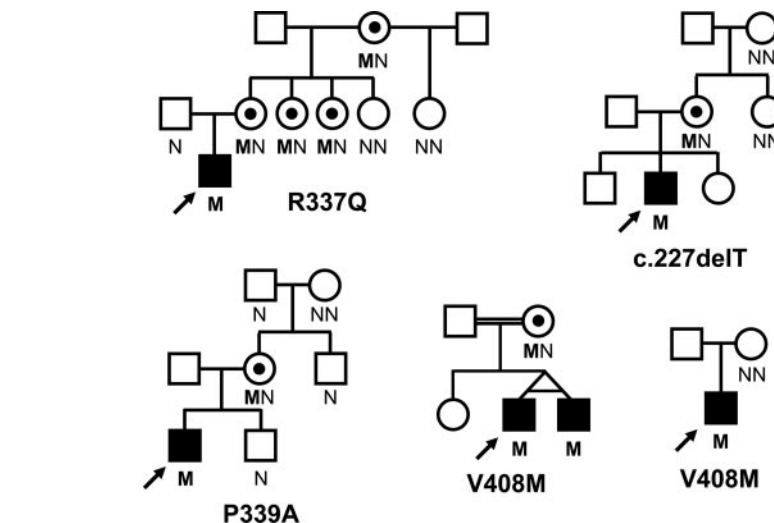 MN
N MN MN MN NN NN
M
R337Q
NN
MN NN
M
c.227delT
N NN
MN N
M N
P339A
MN
M M
V408M
NN
M
V408M